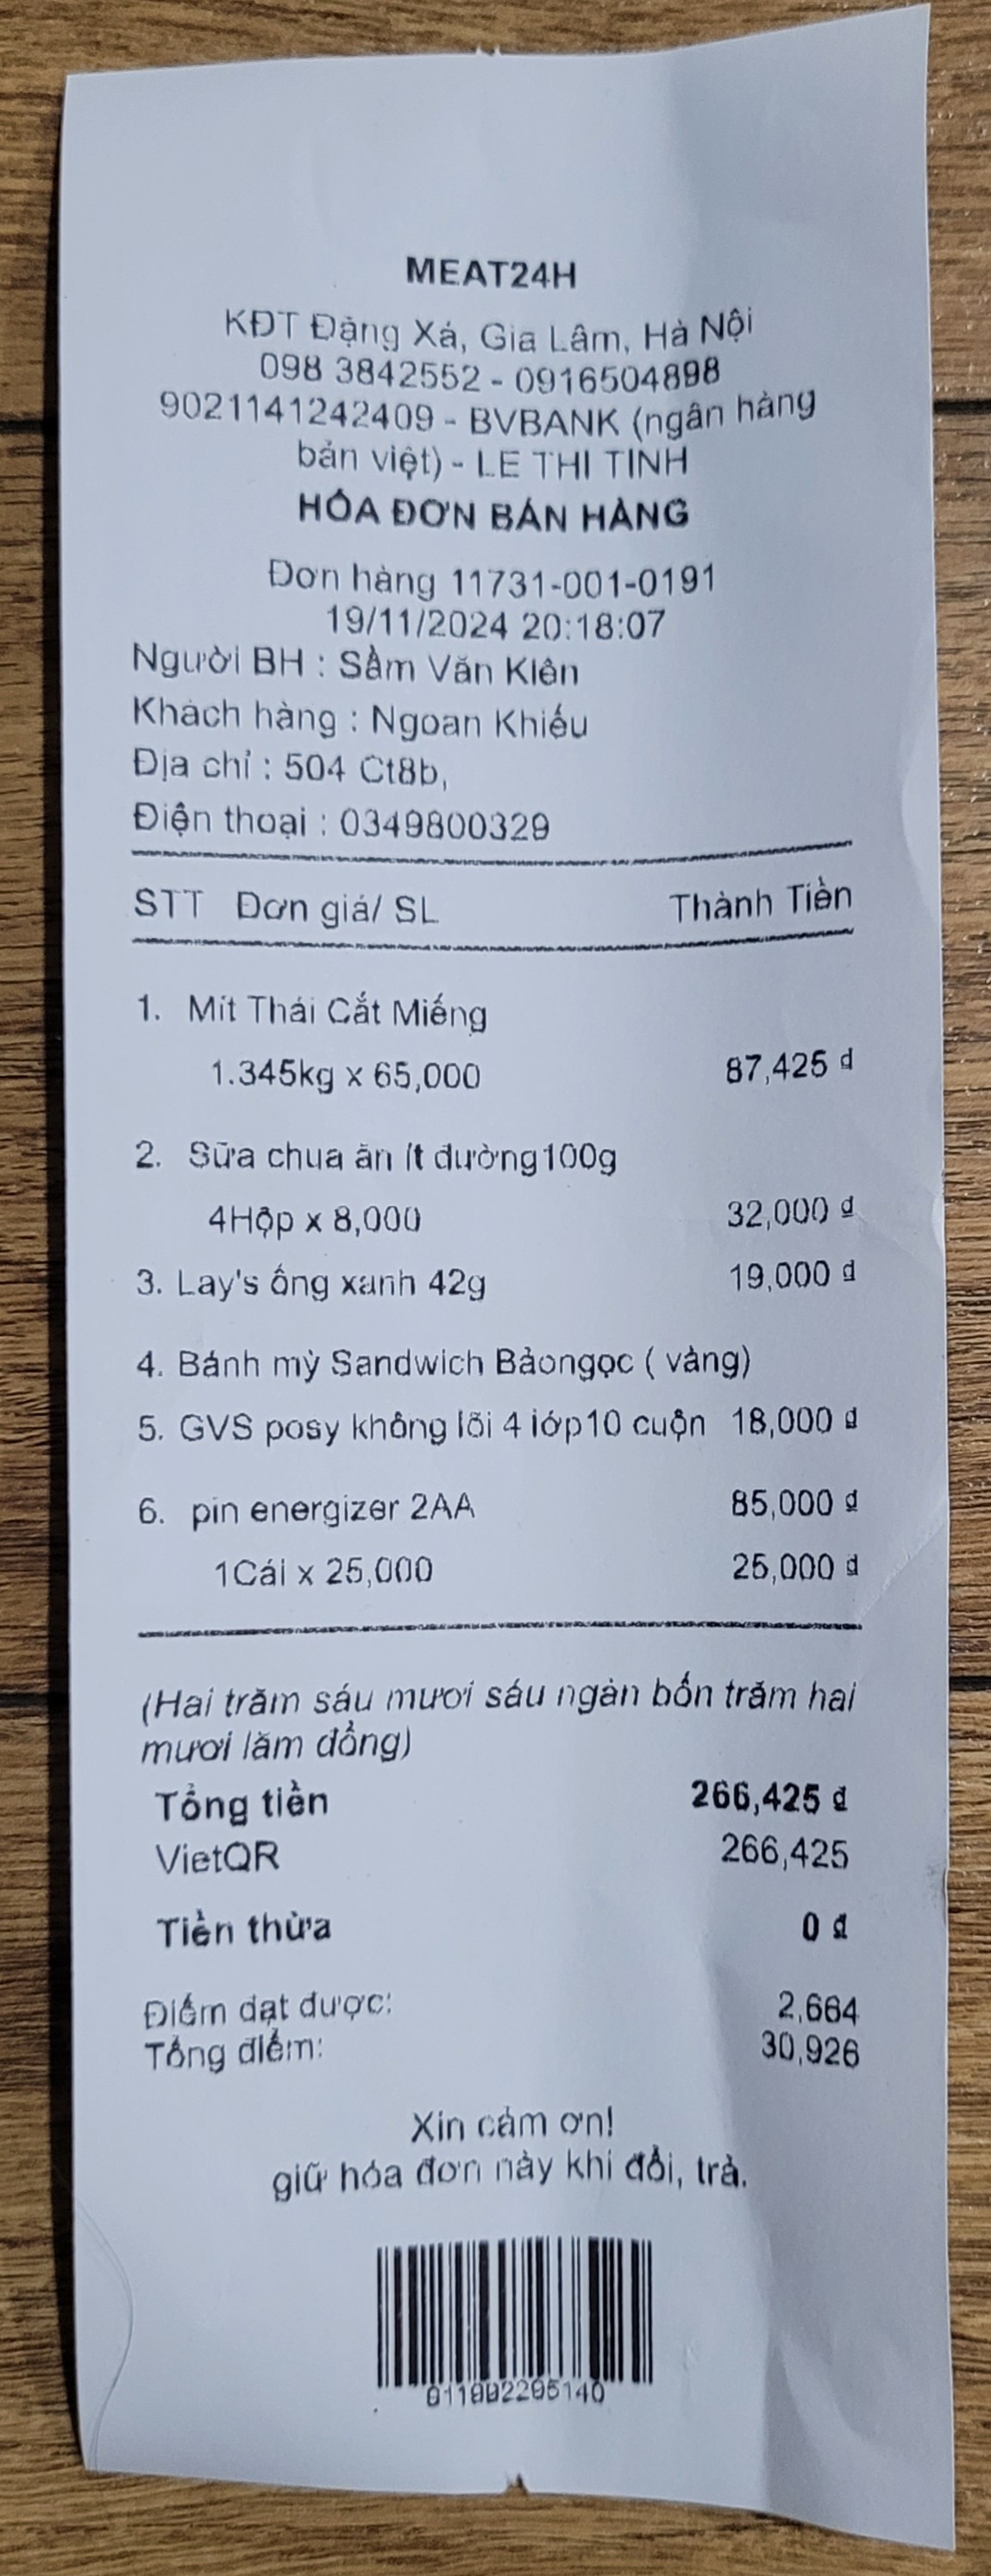 MEAT24H
KĐT Đặng Xá, Gia Lâm, Hà Nội
098 3842552 - 0916504898
9021141242409 - BVBANK (ngân hàng
bản việt) - LE THI TINH
HÓA ĐƠN BÁN HÀNG
Đơn hàng 11731-001-0191
19/11/2024 20:18:07
Người BH : Sầm Văn Kiên
Khách hàng : Ngoan Khiếu
Địa chỉ : 504 Ct8b,
Điện thoại : 0349800329
STT Đơn giá/ SL Thành Tiền
1. Mít Thái Cắt Miếng
1.345kg x 65,000 87,425 đ
2. Sữa chua ăn ít đường100g
4Hộp x 8,000 32,000 đ
3. Lay's ống xanh 42g 19,000 đ
4. Bánh mỳ Sandwich Bảongọc ( vàng)
5. GVS posy không lõi 4 lớp10 cuộn 18,000 đ
6. pin energizer 2AA 85,000 đ
1Cái x 25,000 25,000 đ
(Hai trăm sáu mươi sáu ngàn bốn trăm hai
mươi lăm đồng)
Tổng tiền 266,425 đ
VietQR 266,425
Tiền thừa 0 đ
Điểm đạt được: 2,664
Tổng điểm: 30,926
Xin cảm ơn!
giữ hóa đơn này khi đổi, trả.